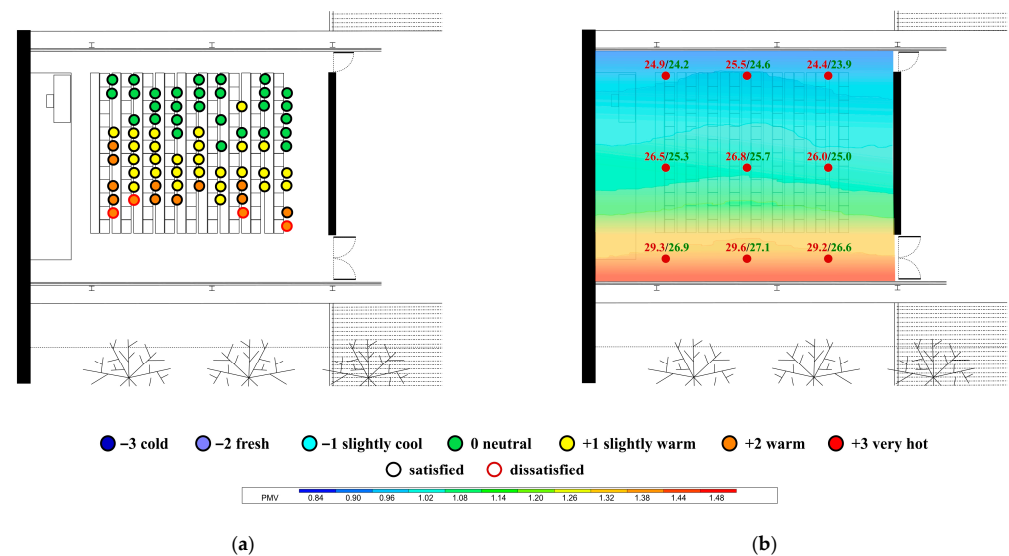 24.9/24.2 25.5/24.6 24.4/23.9
26.5/25.3 26.8/25.7 26.0/25.0
29.3/26.9 29.6/27.1 29.2/26.6
−3 cold −2 fresh −1 slightly cool 0 neutral +1 slightly warm +2 warm +3 very hot
satisfied dissatisfied
PMV 0.84 0.90 0.96 1.02 1.08 1.14 1.20 1.26 1.32 1.38 1.44 1.48
(a) (b)